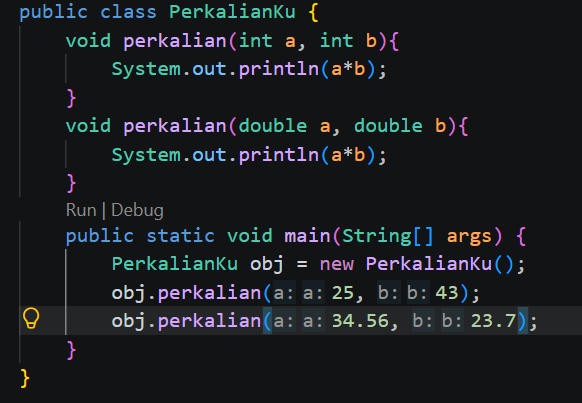 public class PerkalianKu {
void perkalian(int a, int b){
System.out.println(a*b);
}
void perkalian(double a, double b){
System.out.println(a*b);
}
Run | Debug
public static void main(String[] args) {
PerkalianKu obj = new PerkalianKu();
obj.perkalian(a: a: 25, b: b: 43);
obj.perkalian(a: a: 34.56, b: b: 23.7);
}
}